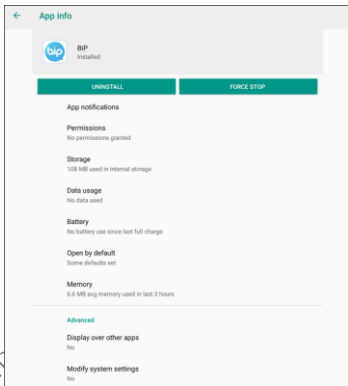 App info
bip
BiP
Installed
UNINSTALL
FORCE STOP
App notifications
Permissions
No permissions granted
Storage
108 MB used in internal storage
Data usage
No data used
Battery
No battery use since last full charge
Open by default
Some defaults set
Memory
6.6 MB avg memory used in last 3 hours
Advanced
Display over other apps
No
Modify system settings
No